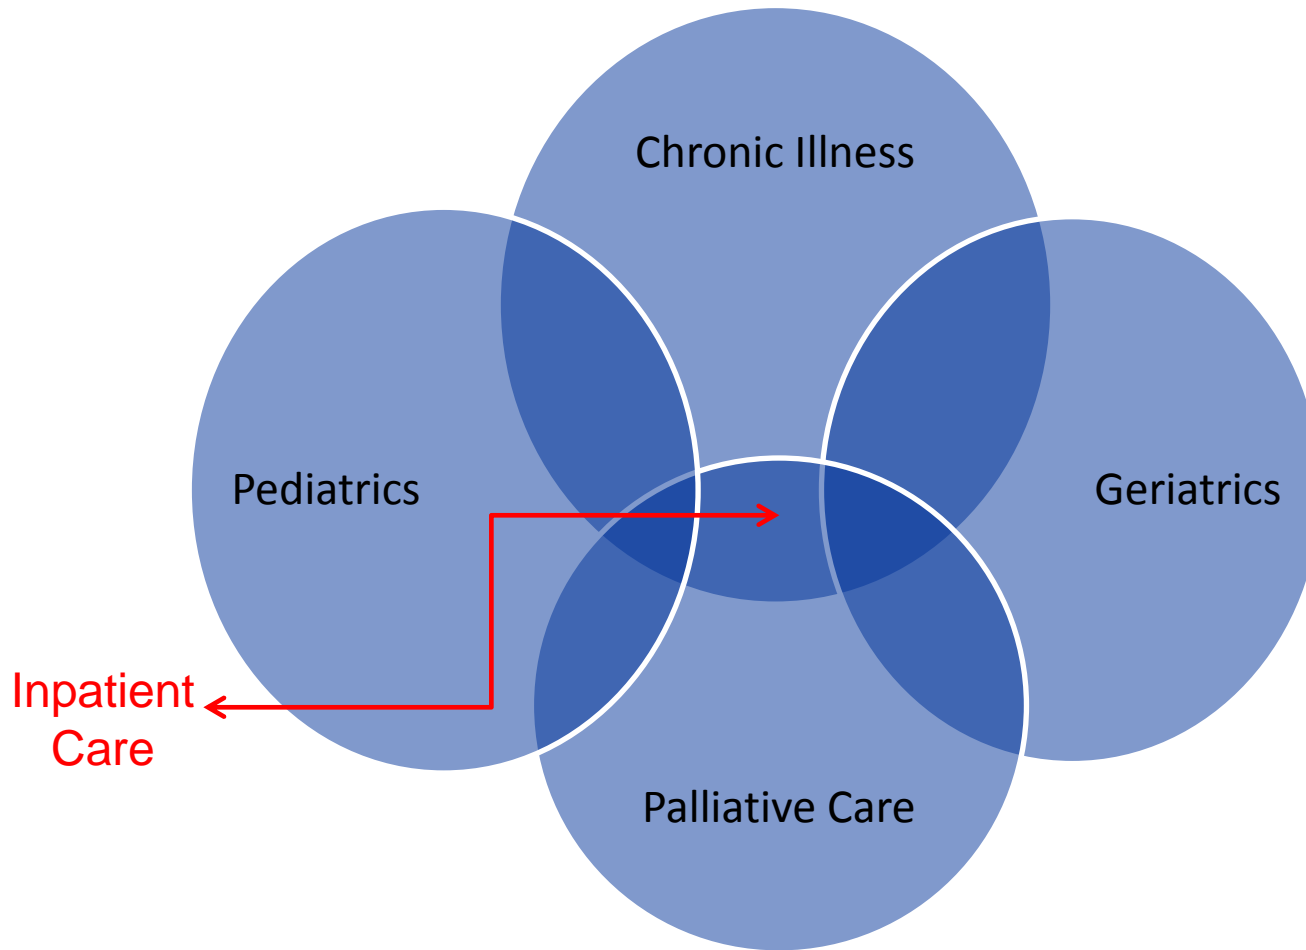 Chronic Illness
Pediatrics
Geriatrics
Inpatient
Care
Palliative Care